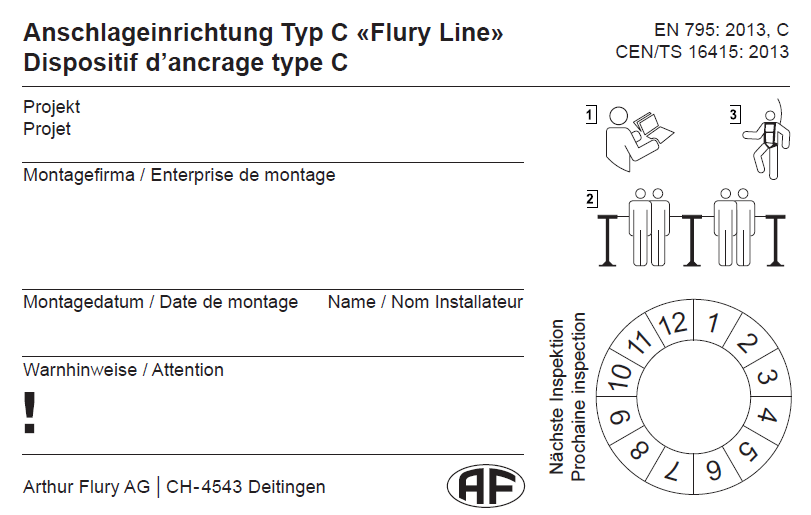 Anschlageinrichtung Typ C «Flury Line»
Dispositif d’ancrage type C
EN 795: 2013, C
CEN/TS 16415: 2013
Projekt
Projet
Montagefirma / Enterprise de montage
Montagedatum / Date de montage
Name / Nom Installateur
Warnhinweise / Attention
!
Arthur Flury AG | CH-4543 Deitingen
AF
1
3
2
Nächste Inspektion
Prochaine inspection
1
2
3
4
5
6
7
8
9
10
11
12